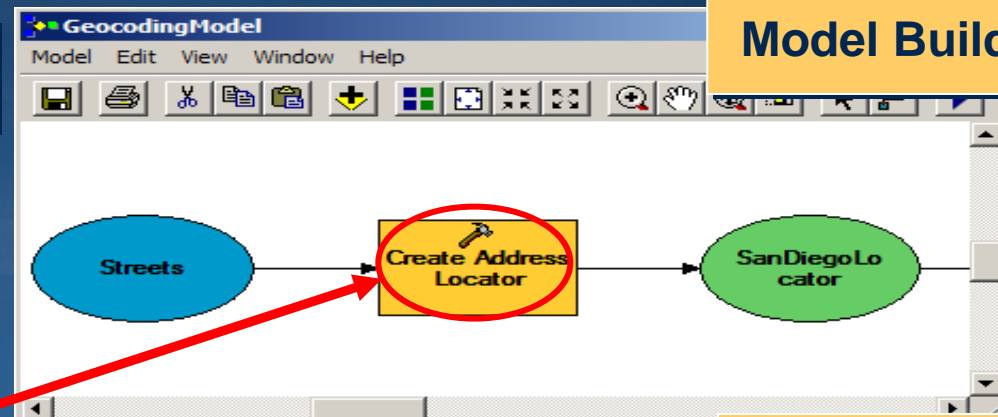 GeocodingModel
Model Buil
Model Edit View Window Help
Streets
Create Address
Locator
SanDiegoLo
cator